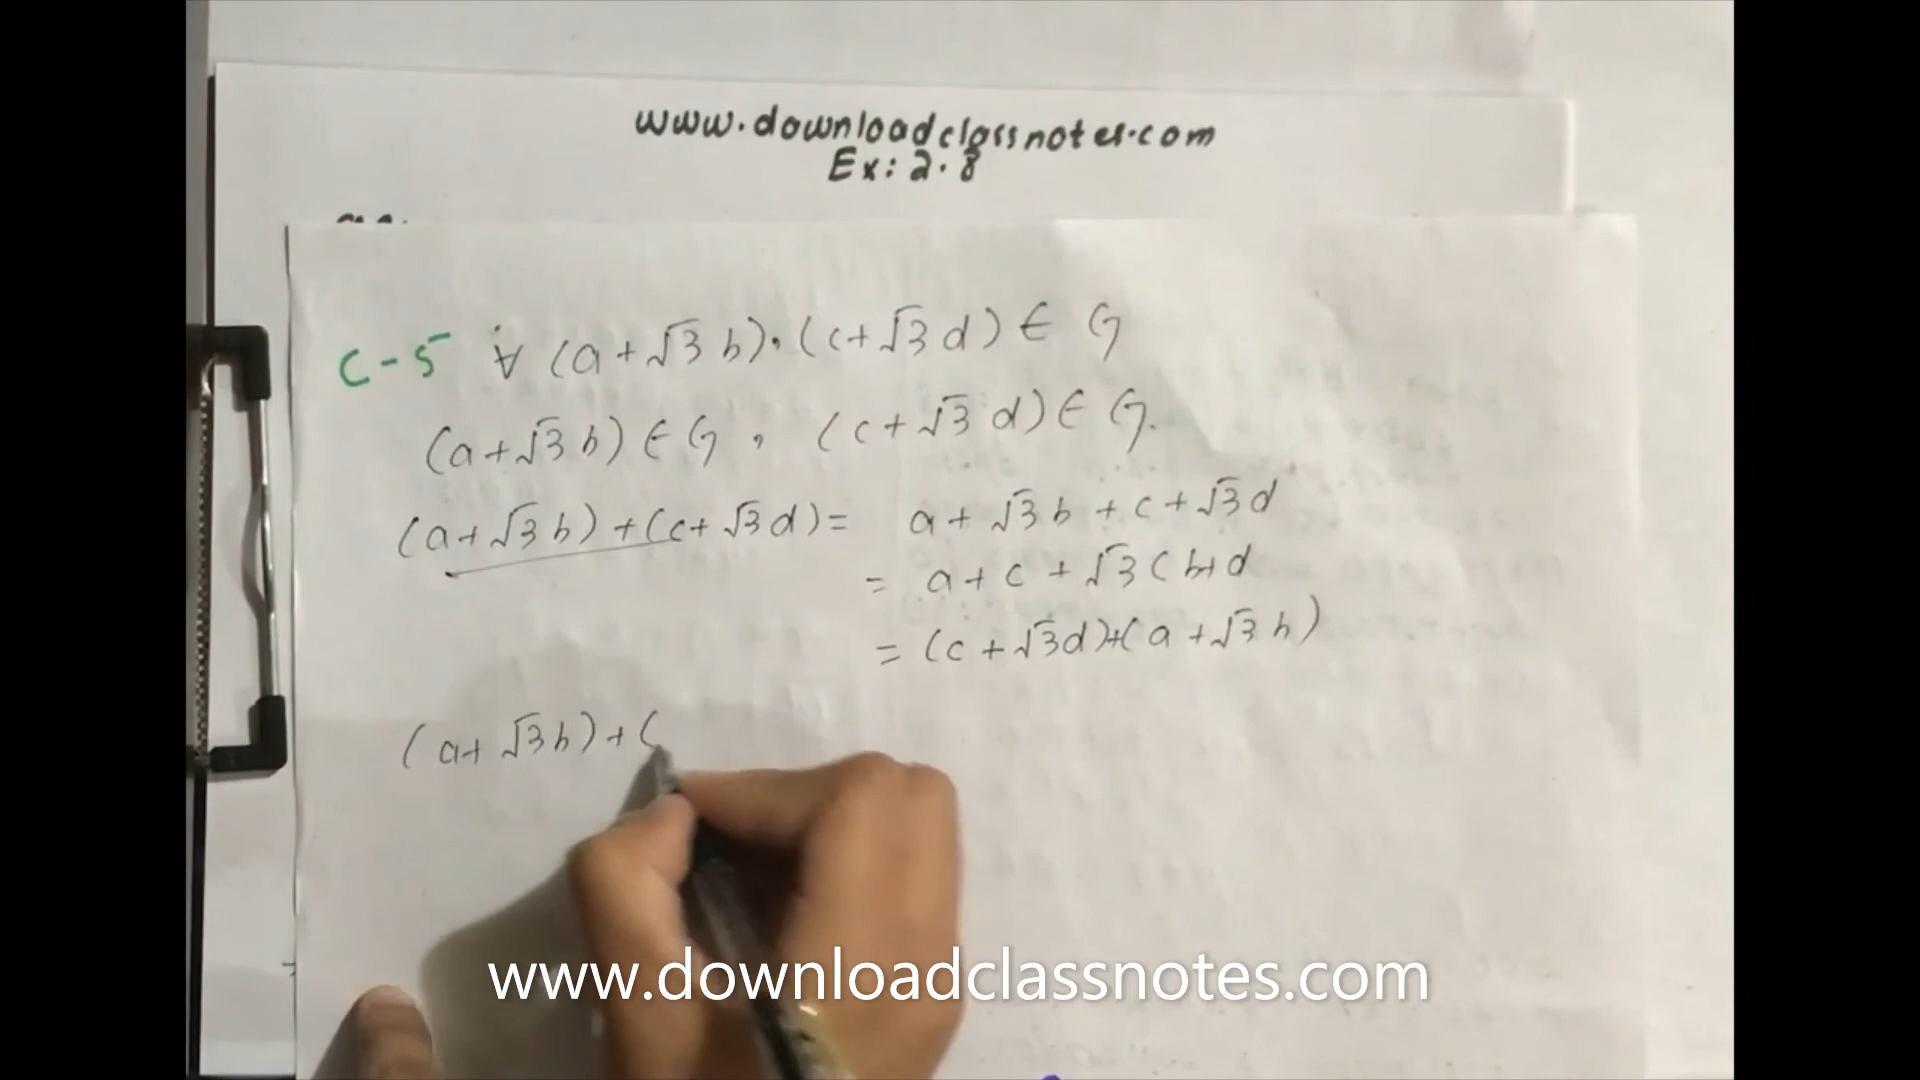 www.downloadclassnotes.com
Ex: 2.8
C-5 ∀ (a+√3 b), (c+√3 d) ∈ G
(a+√3 b) ∈ G , (c+√3 d) ∈ G.
(a+√3 b) + (c+√3 d) = a+√3 b + c+√3 d
= a+c + √3 (b+d
= (c+√3d)+(a+√3 b)
(a+√3 b) + (
www.downloadclassnotes.com